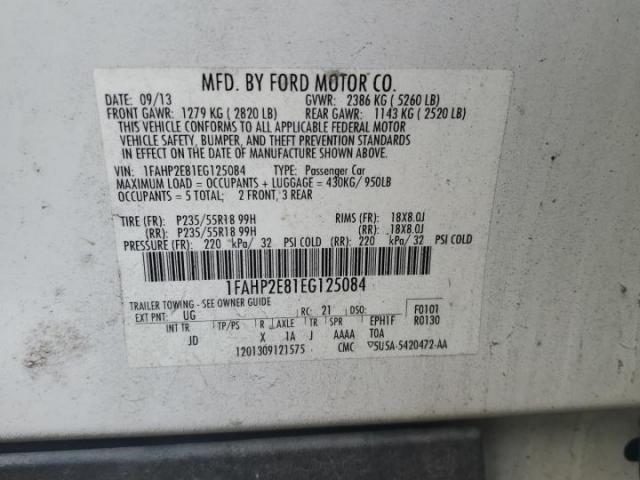 MFD. BY FORD MOTOR CO.
DATE: 09/13 GVWR: 2386 KG ( 5260 LB)
FRONT GAWR: 1279 KG ( 2820 LB) REAR GAWR: 1143 KG ( 2520 LB)
THIS VEHICLE CONFORMS TO ALL APPLICABLE FEDERAL MOTOR
VEHICLE SAFETY, BUMPER, AND THEFT PREVENTION STANDARDS
IN EFFECT ON THE DATE OF MANUFACTURE SHOWN ABOVE.
VIN: 1FAHP2E81EG125084 TYPE: Passenger Car
MAXIMUM LOAD = OCCUPANTS + LUGGAGE = 430KG/ 950LB
OCCUPANTS = 5 TOTAL; 2 FRONT, 3 REAR
TIRE (FR): P235/55R18 99H RIMS (FR): 18X8.0J
(RR): P235/55R18 99H (RR): 18X8.0J
PRESSURE (FR): 220 kPa/ 32 PSI COLD (RR): 220 kPa/ 32 PSI COLD
1FAHP2E81EG125084
TRAILER TOWING - SEE OWNER GUIDE
EXT PNT: UG RC: 21 DSO: F0101
R0130
INT TR TP/PS R AXLE TR SPR EPH1F
JD X 1A J AAAA T0A
1201309121575 CMC ▽5U5A-5420472-AA